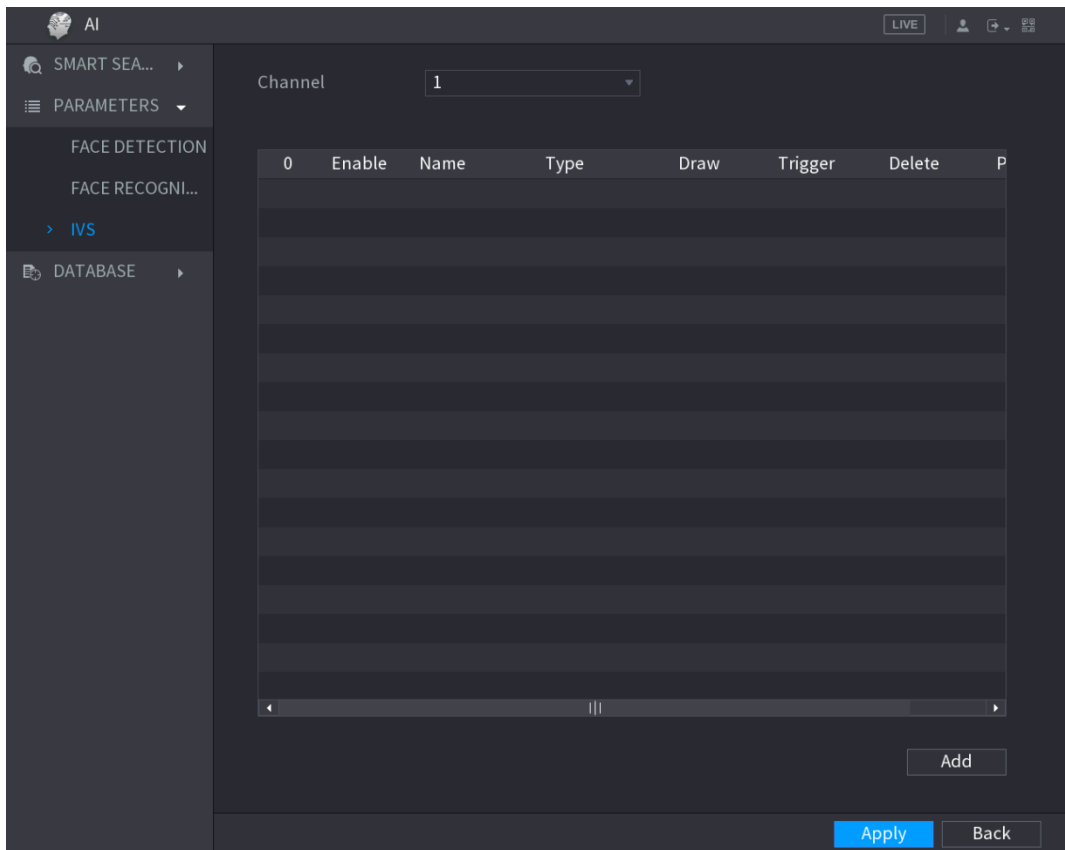 AI
LIVE
SMART SEA...
PARAMETERS
FACE DETECTION
FACE RECOGNI...
IVS
DATABASE
Channel 1
0 Enable Name Type Draw Trigger Delete P
Add
Apply Back